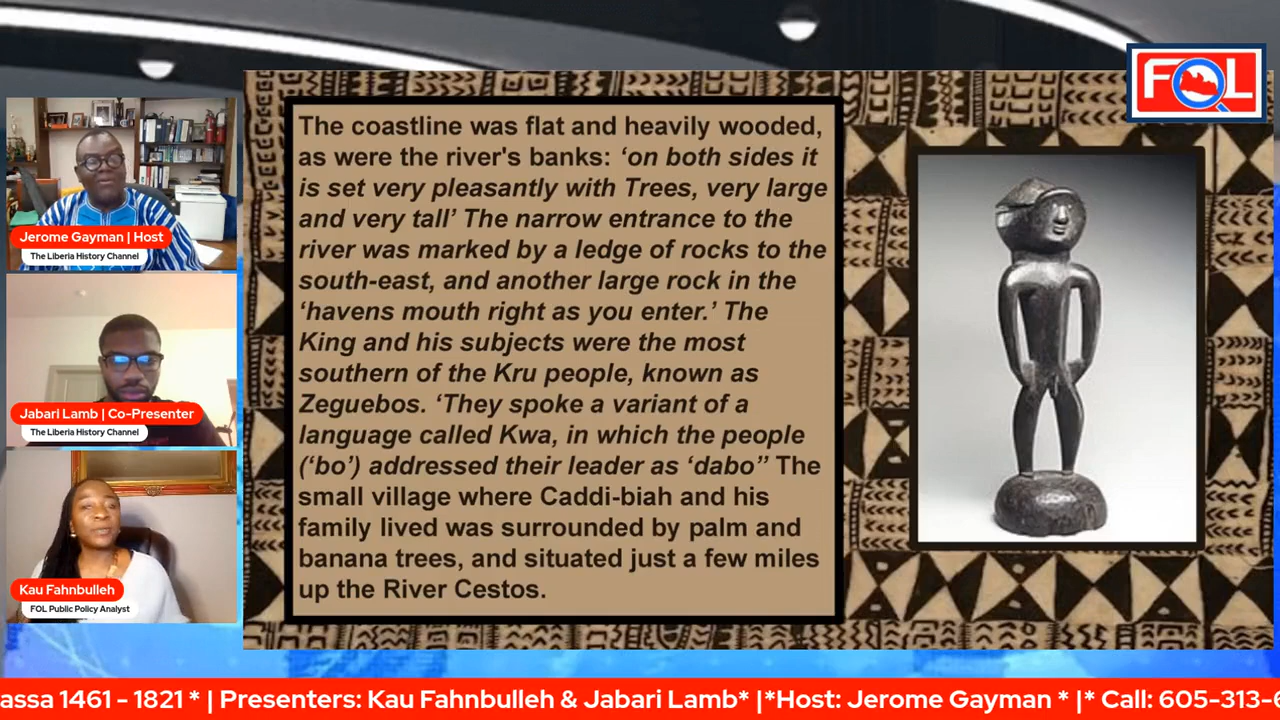 FOL
Jerome Gayman | Host
The Liberia History Channel
Jabari Lamb | Co-Presenter
The Liberia History Channel
Kau Fahnbulleh
FOL Public Policy Analyst
The coastline was flat and heavily wooded,
as were the river's banks: ‘on both sides it
is set very pleasantly with Trees, very large
and very tall’ The narrow entrance to the
river was marked by a ledge of rocks to the
south-east, and another large rock in the
‘havens mouth right as you enter.’ The
King and his subjects were the most
southern of the Kru people, known as
Zeguebos. ‘They spoke a variant of a
language called Kwa, in which the people
(‘bo’) addressed their leader as ‘dabo” The
small village where Caddi-biah and his
family lived was surrounded by palm and
banana trees, and situated just a few miles
up the River Cestos.
assa 1461 - 1821 * | Presenters: Kau Fahnbulleh & Jabari Lamb* |*Host: Jerome Gayman * |* Call: 605-313-